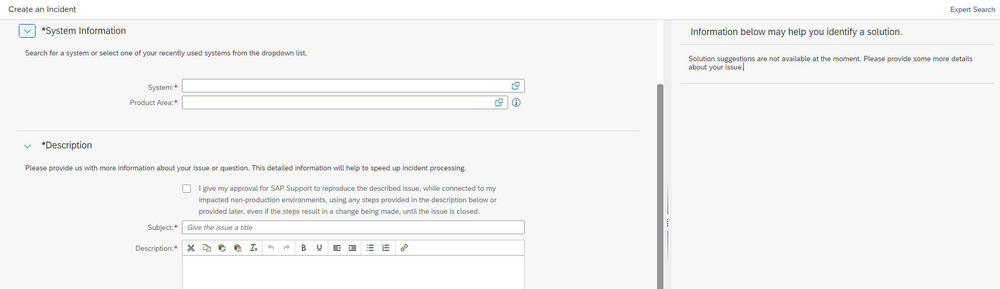 Create an Incident
Expert Search
*System Information
Search for a system or select one of your recently used systems from the dropdown list.
System:*
Product Area:*
*Description
Please provide us with more information about your issue or question. This detailed information will help to speed up incident processing.
I give my approval for SAP Support to reproduce the described issue, while connected to my
impacted non-production environments, using any steps provided in the description below or
provided later, even if the steps result in a change being made, until the issue is closed.
Subject:*
Give the issue a title
Description:*
B U
Information below may help you identify a solution.
Solution suggestions are not available at the moment. Please provide some more details
about your issue.